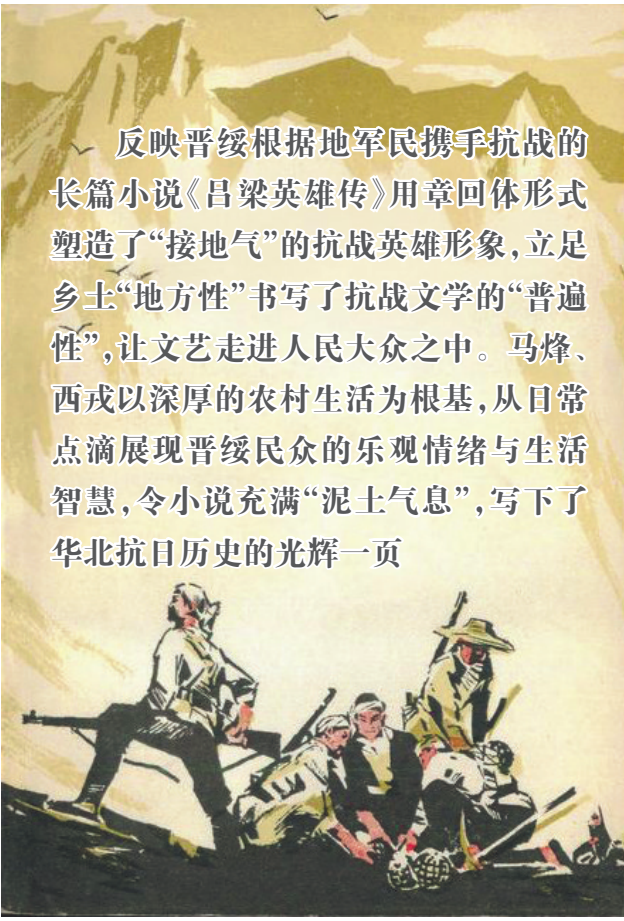 反映晋绥根据地军民携手抗战的
长篇小说《吕梁英雄传》用章回体形式
塑造了“接地气”的抗战英雄形象,立足
乡土“地方性”书写了抗战文学的“普遍
性”,让文艺走进人民大众之中。马烽、
西戎以深厚的农村生活为根基,从日常
点滴展现晋绥民众的乐观情绪与生活
智慧,令小说充满“泥土气息”,写下了
华北抗日历史的光辉一页